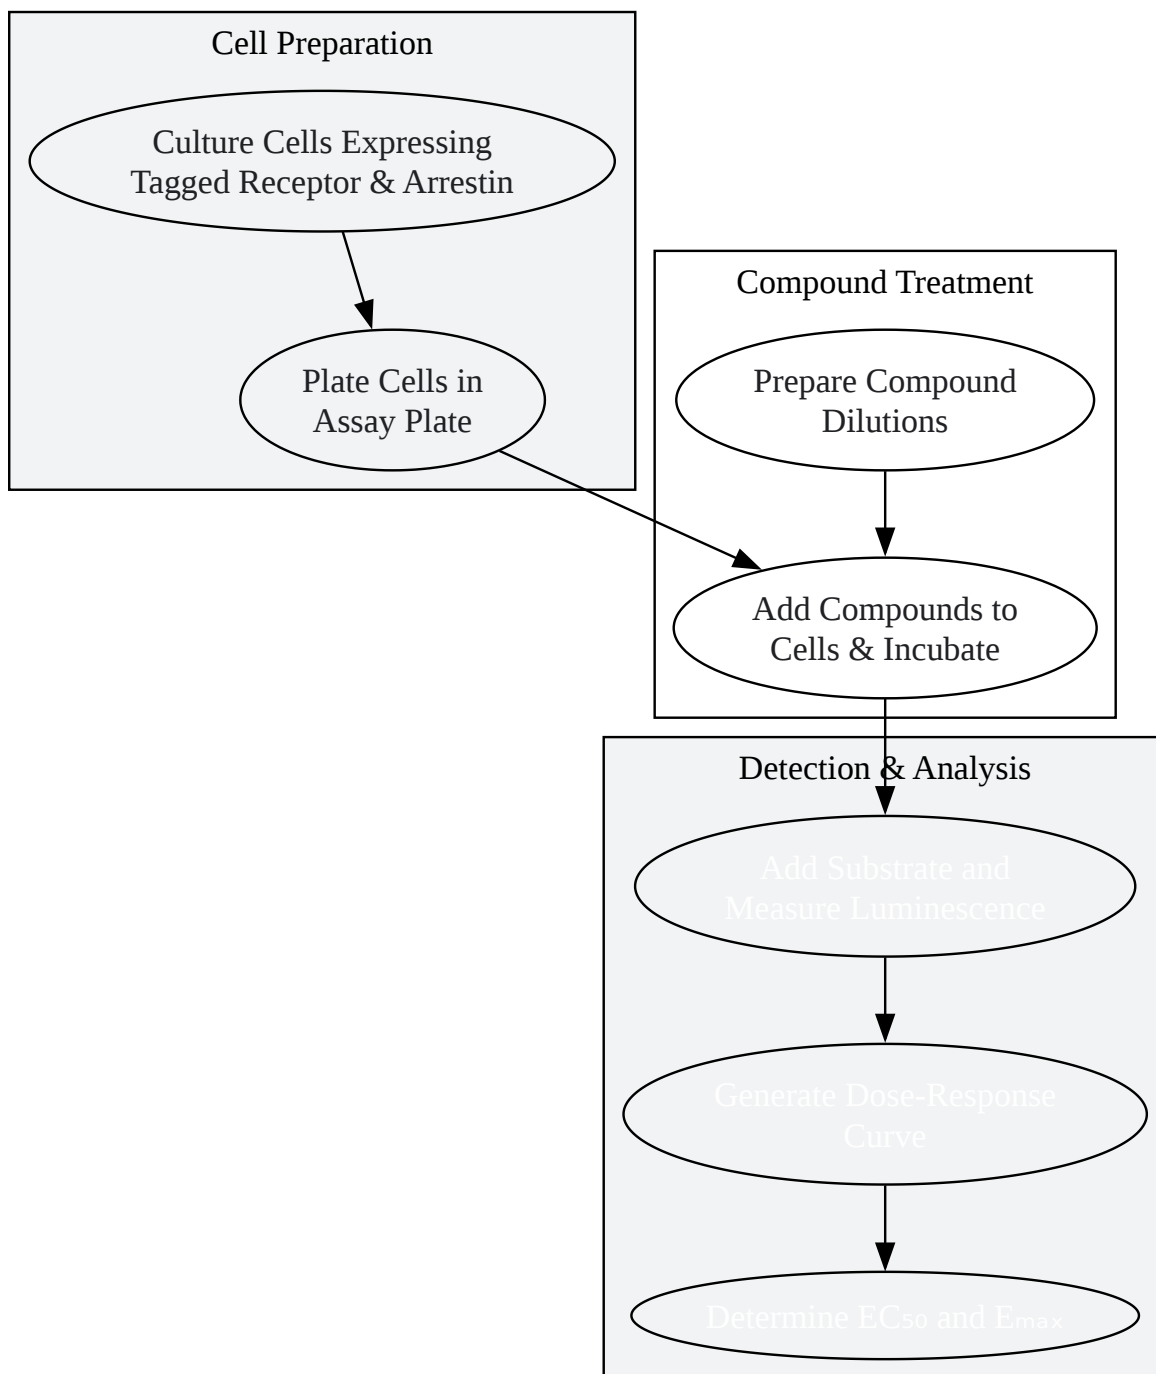 Cell Preparation
Culture Cells Expressing
Tagged Receptor & Arrestin
Plate Cells in
Assay Plate
Compound Treatment
Prepare Compound
Dilutions
Add Compounds to
Cells & Incubate
Detection & Analysis
Add Substrate and
Measure Luminescence
Generate Dose-Response
Curve
Determine EC₅₀ and Eₘₐₓ